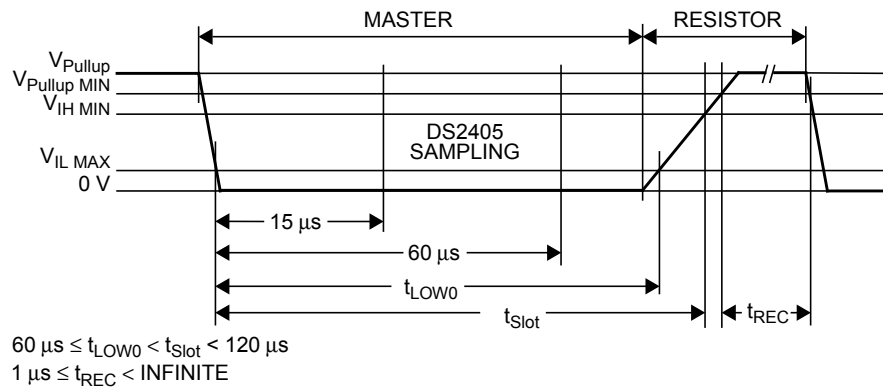 MASTER RESISTOR
VPullup
VPullup MIN
VIH MIN
DS2405
SAMPLING
VIL MAX
0 V
15 μs
60 μs
tLOW0
tSlot tREC
60 μs ≤ tLOW0 < tSlot < 120 μs
1 μs ≤ tREC < INFINITE